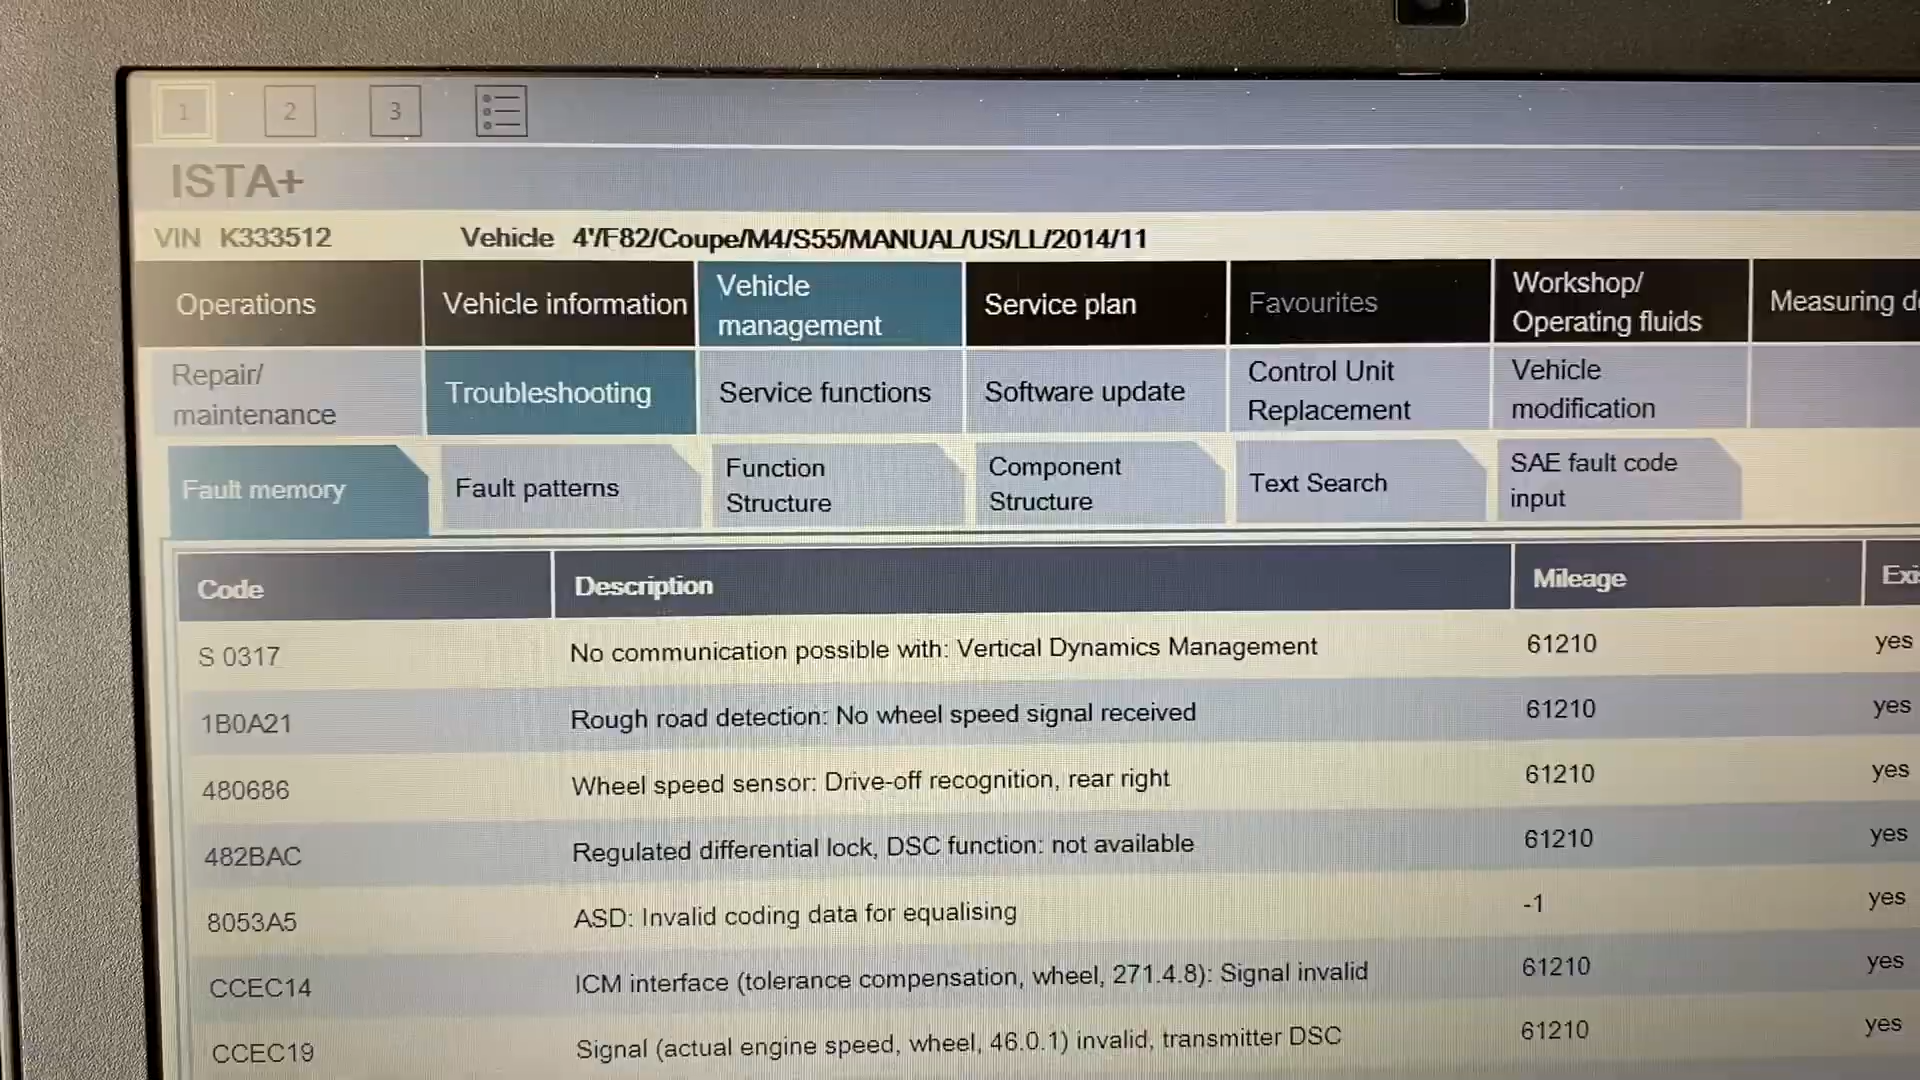 1 2 3
ISTA+
VIN K333512 Vehicle 4'/F82/Coupe/M4/S55/MANUAL/US/LL/2014/11
Operations
Vehicle information
Vehicle
management
Service plan
Favourites
Workshop/
Operating fluids
Measuring
Repair/
maintenance
Troubleshooting
Service functions
Software update
Control Unit
Replacement
Vehicle
modification
Fault memory
Fault patterns
Function
Structure
Component
Structure
Text Search
SAE fault code
input
Code Description Mileage
S 0317 No communication possible with: Vertical Dynamics Management 61210 yes
1B0A21 Rough road detection: No wheel speed signal received 61210 yes
480686 Wheel speed sensor: Drive-off recognition, rear right 61210 yes
482BAC Regulated differential lock, DSC function: not available 61210 yes
8053A5 ASD: Invalid coding data for equalising -1 yes
CCEC14 ICM interface (tolerance compensation, wheel, 271.4.8): Signal invalid 61210 yes
CCEC19 Signal (actual engine speed, wheel, 46.0.1) invalid, transmitter DSC 61210 yes